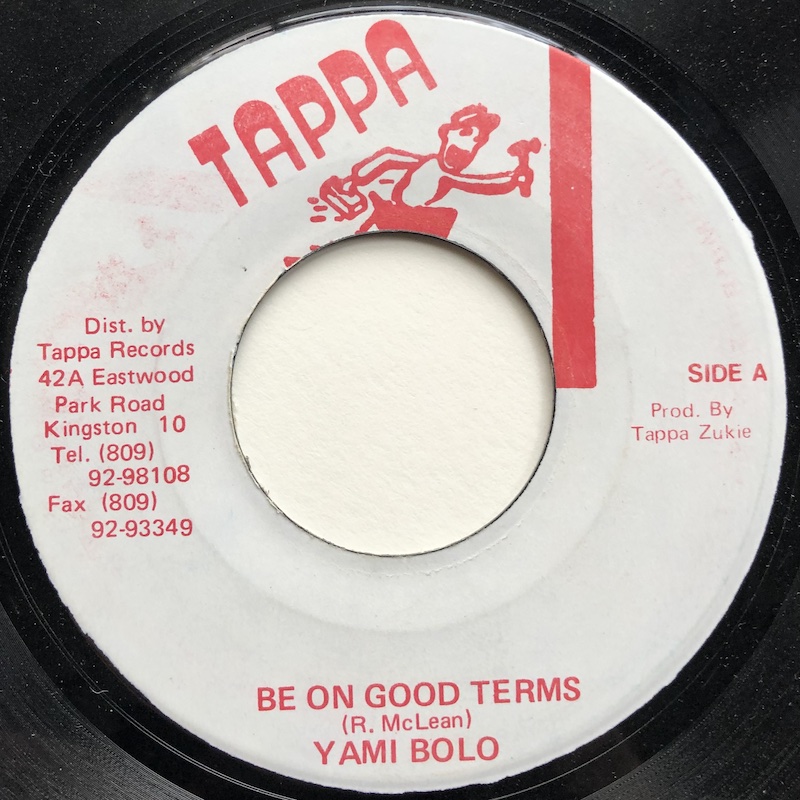 TAPPA
Dist. by
Tappa Records
42A Eastwood
Park Road
Kingston 10
Tel. (809)
92-98108
Fax (809)
92-93349
SIDE A
Prod. By
Tappa Zukie
BE ON GOOD TERMS
(R. McLean)
YAMI BOLO